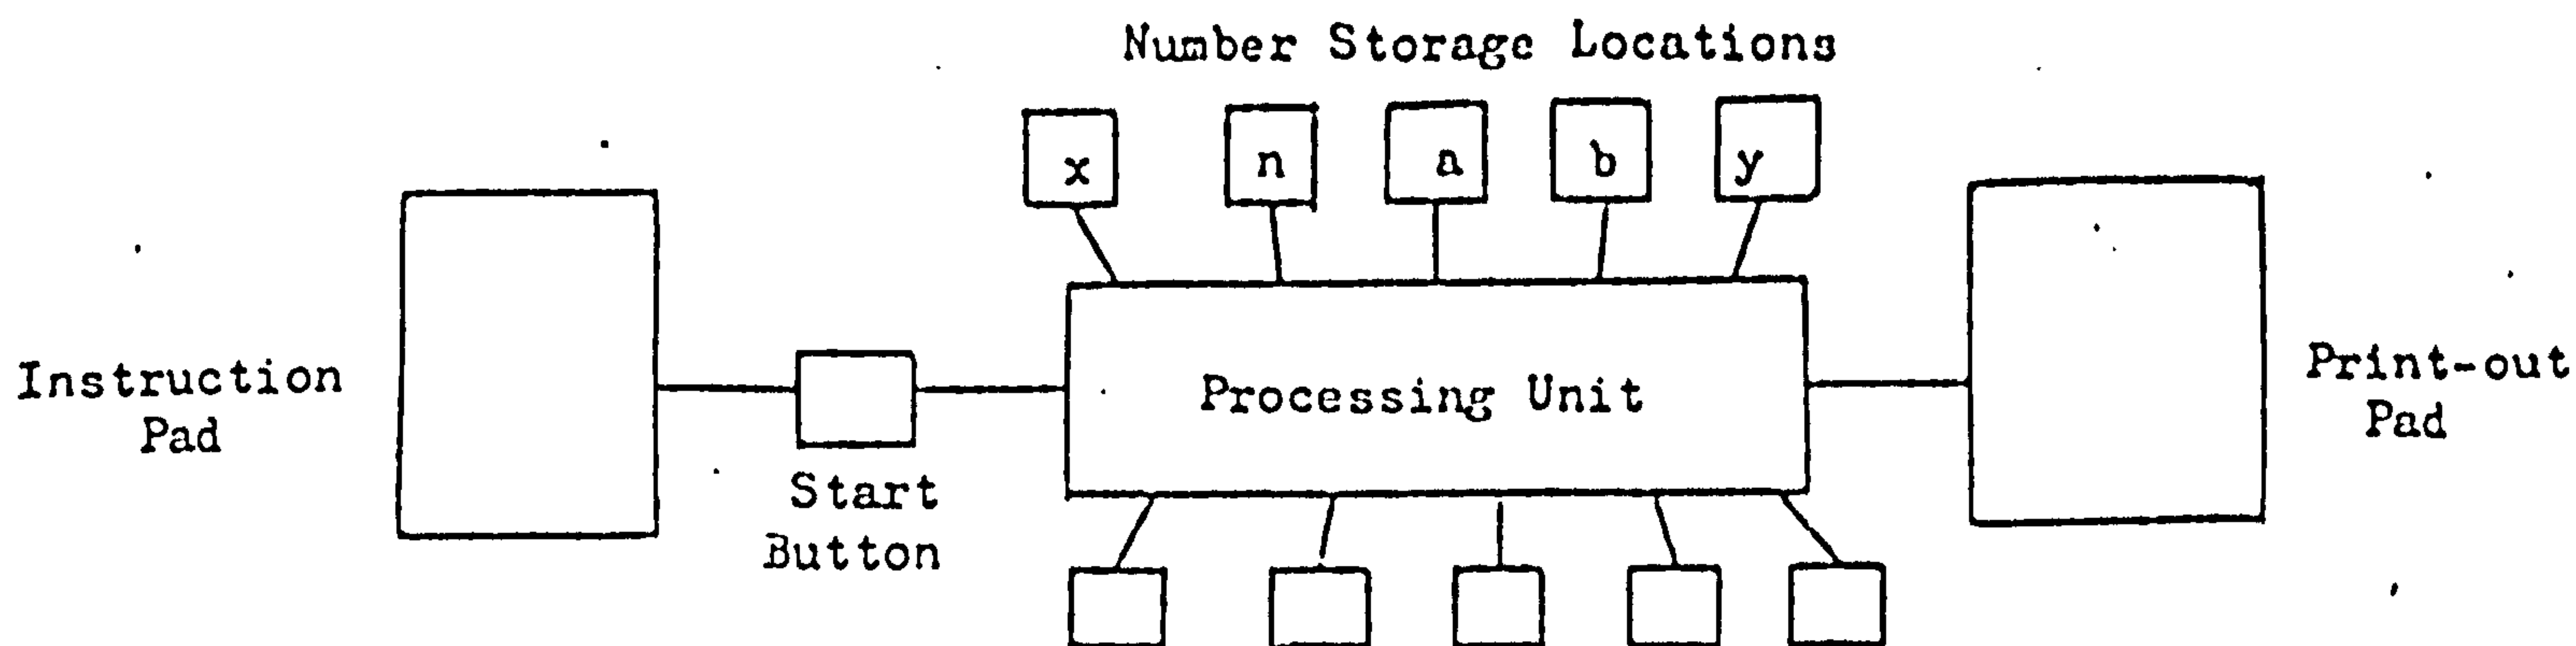 Number Storage Locations
x n a b y
Instruction
Pad
Start
Button
Processing Unit
Print-out
Pad